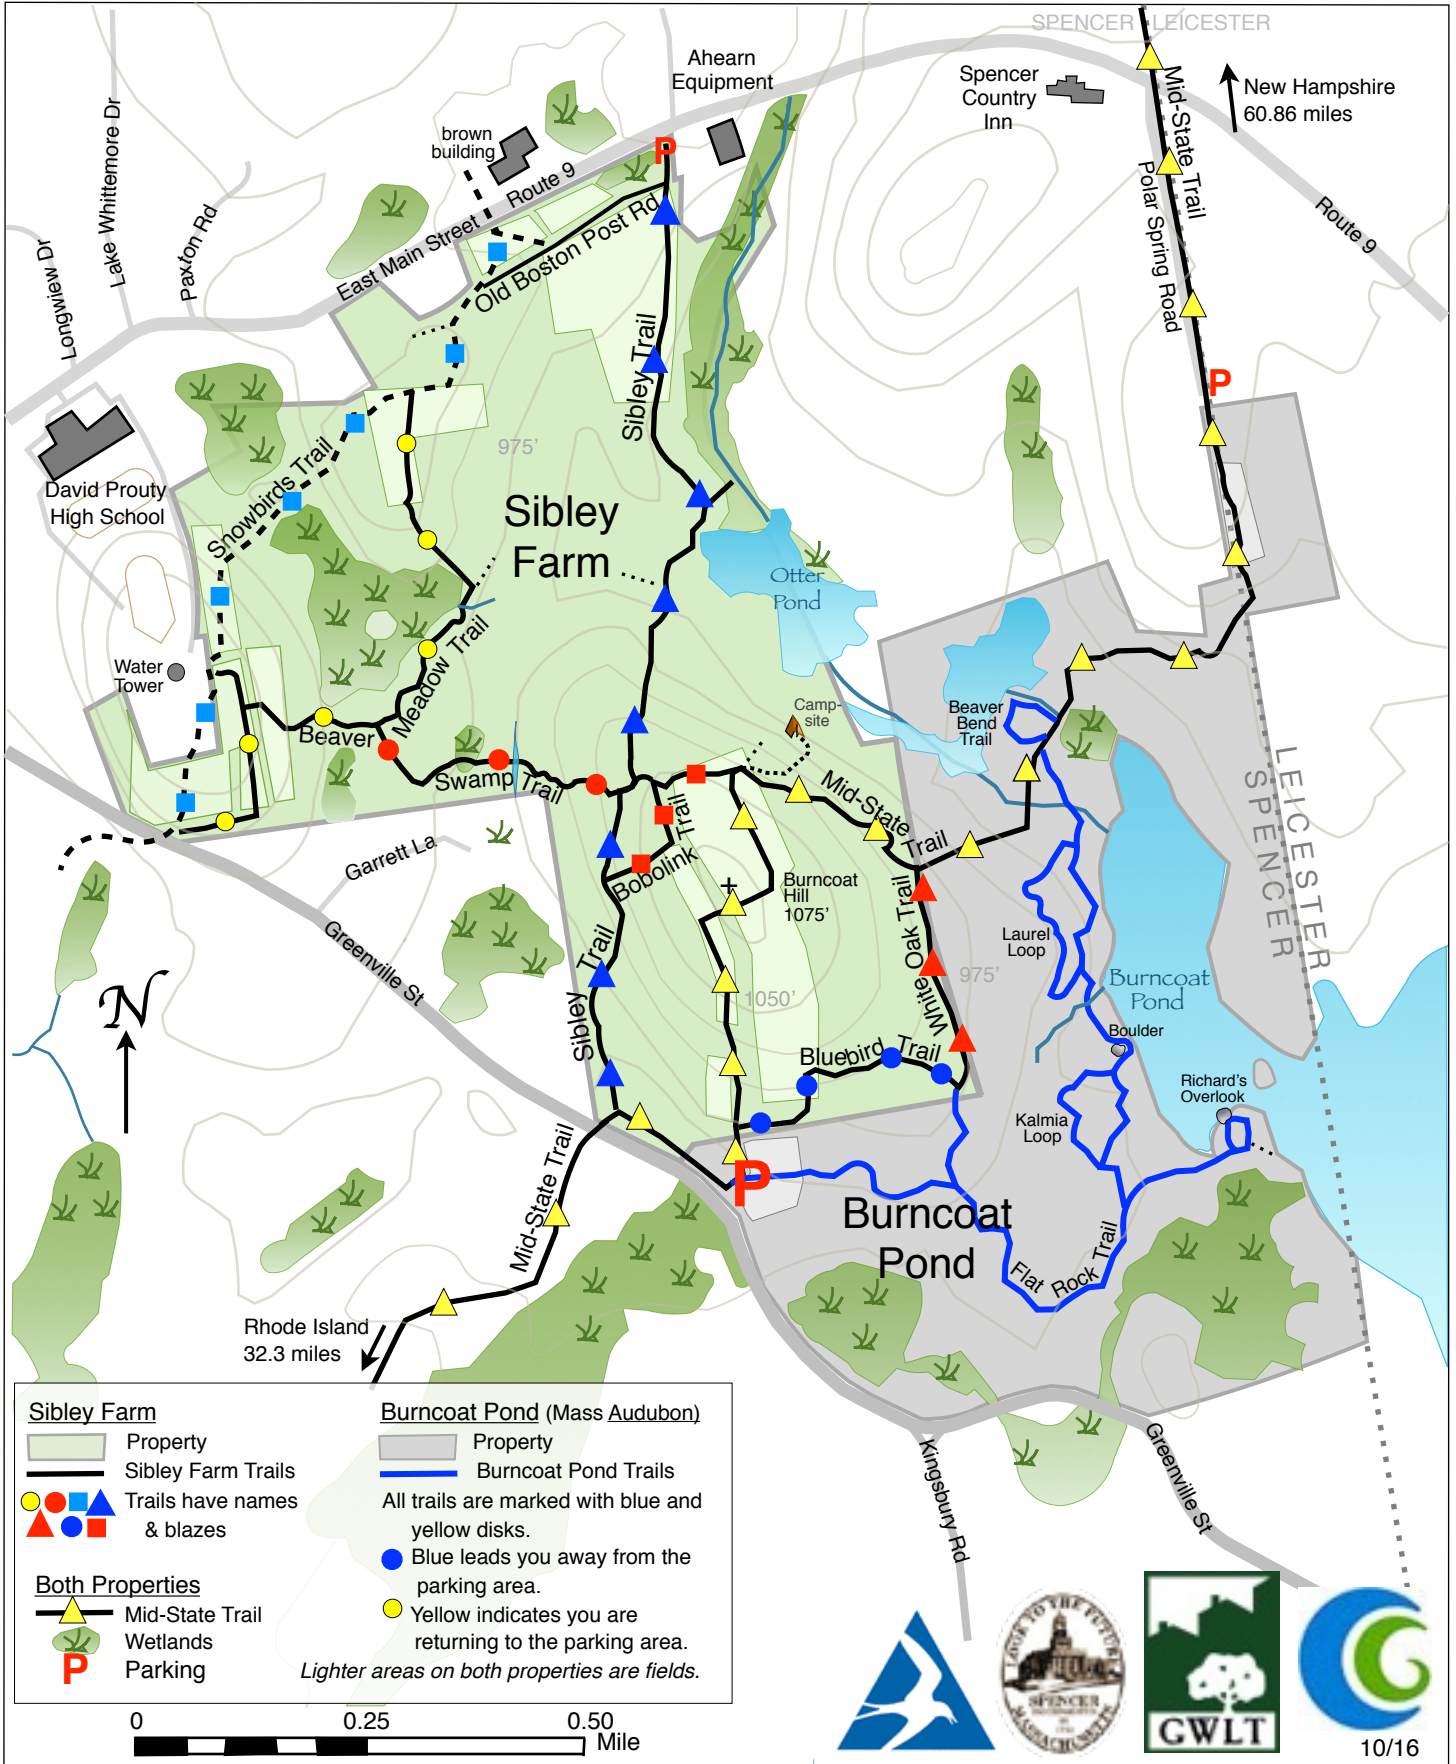 SPENCER LEICESTER
Ahearn
Equipment
Spencer
Country
Inn
New Hampshire
60.86 miles
Mid-State Trail
Polar Spring Road
Route 9
Lake Whittemore Dr
Longwiew Dr
Paxton Rd
brown
building
P
East Main Street
Route 9
Old Boston Post Rd
Sibley Trail
P
David Prouty
High School
Snowbirds Trail
975'
Sibley
Farm
Otter
Pond
Water
Tower
Meadow Trail
Beaver
Swamp Trail
Camp-
site
Beaver
Bend
Trail
Mid-State
Trail
LEICESTER
SPENCER
Garrett La
Bobolink
Trail
Burncoat
Hill
1075'
White Oak Trail
Laurel
Loop
975'
Burncoat
Pond
Greenville St
Sibley Trail
1050'
N
Boulder
Bluebird Trail
Richard's
Overlook
Kalmia
Loop
Mid-State Trail
P
Burncoat
Pond
Flat Rock Trail
Rhode Island
32.3 miles
Kingsbury Rd
Greenville St
Sibley Farm
Property
Sibley Farm Trails
Trails have names
& blazes
Both Properties
Mid-State Trail
Wetlands
P Parking
Burncoat Pond (Mass Audubon)
Property
Burncoat Pond Trails
All trails are marked with blue and
yellow disks.
Blue leads you away from the
parking area.
Yellow indicates you are
returning to the parking area.
Lighter areas on both properties are fields.
0 0.25 0.50
Mile
LOOK TO THE FUTURE
SPENCER
MASSACHUSETTS
GWLT
10/16